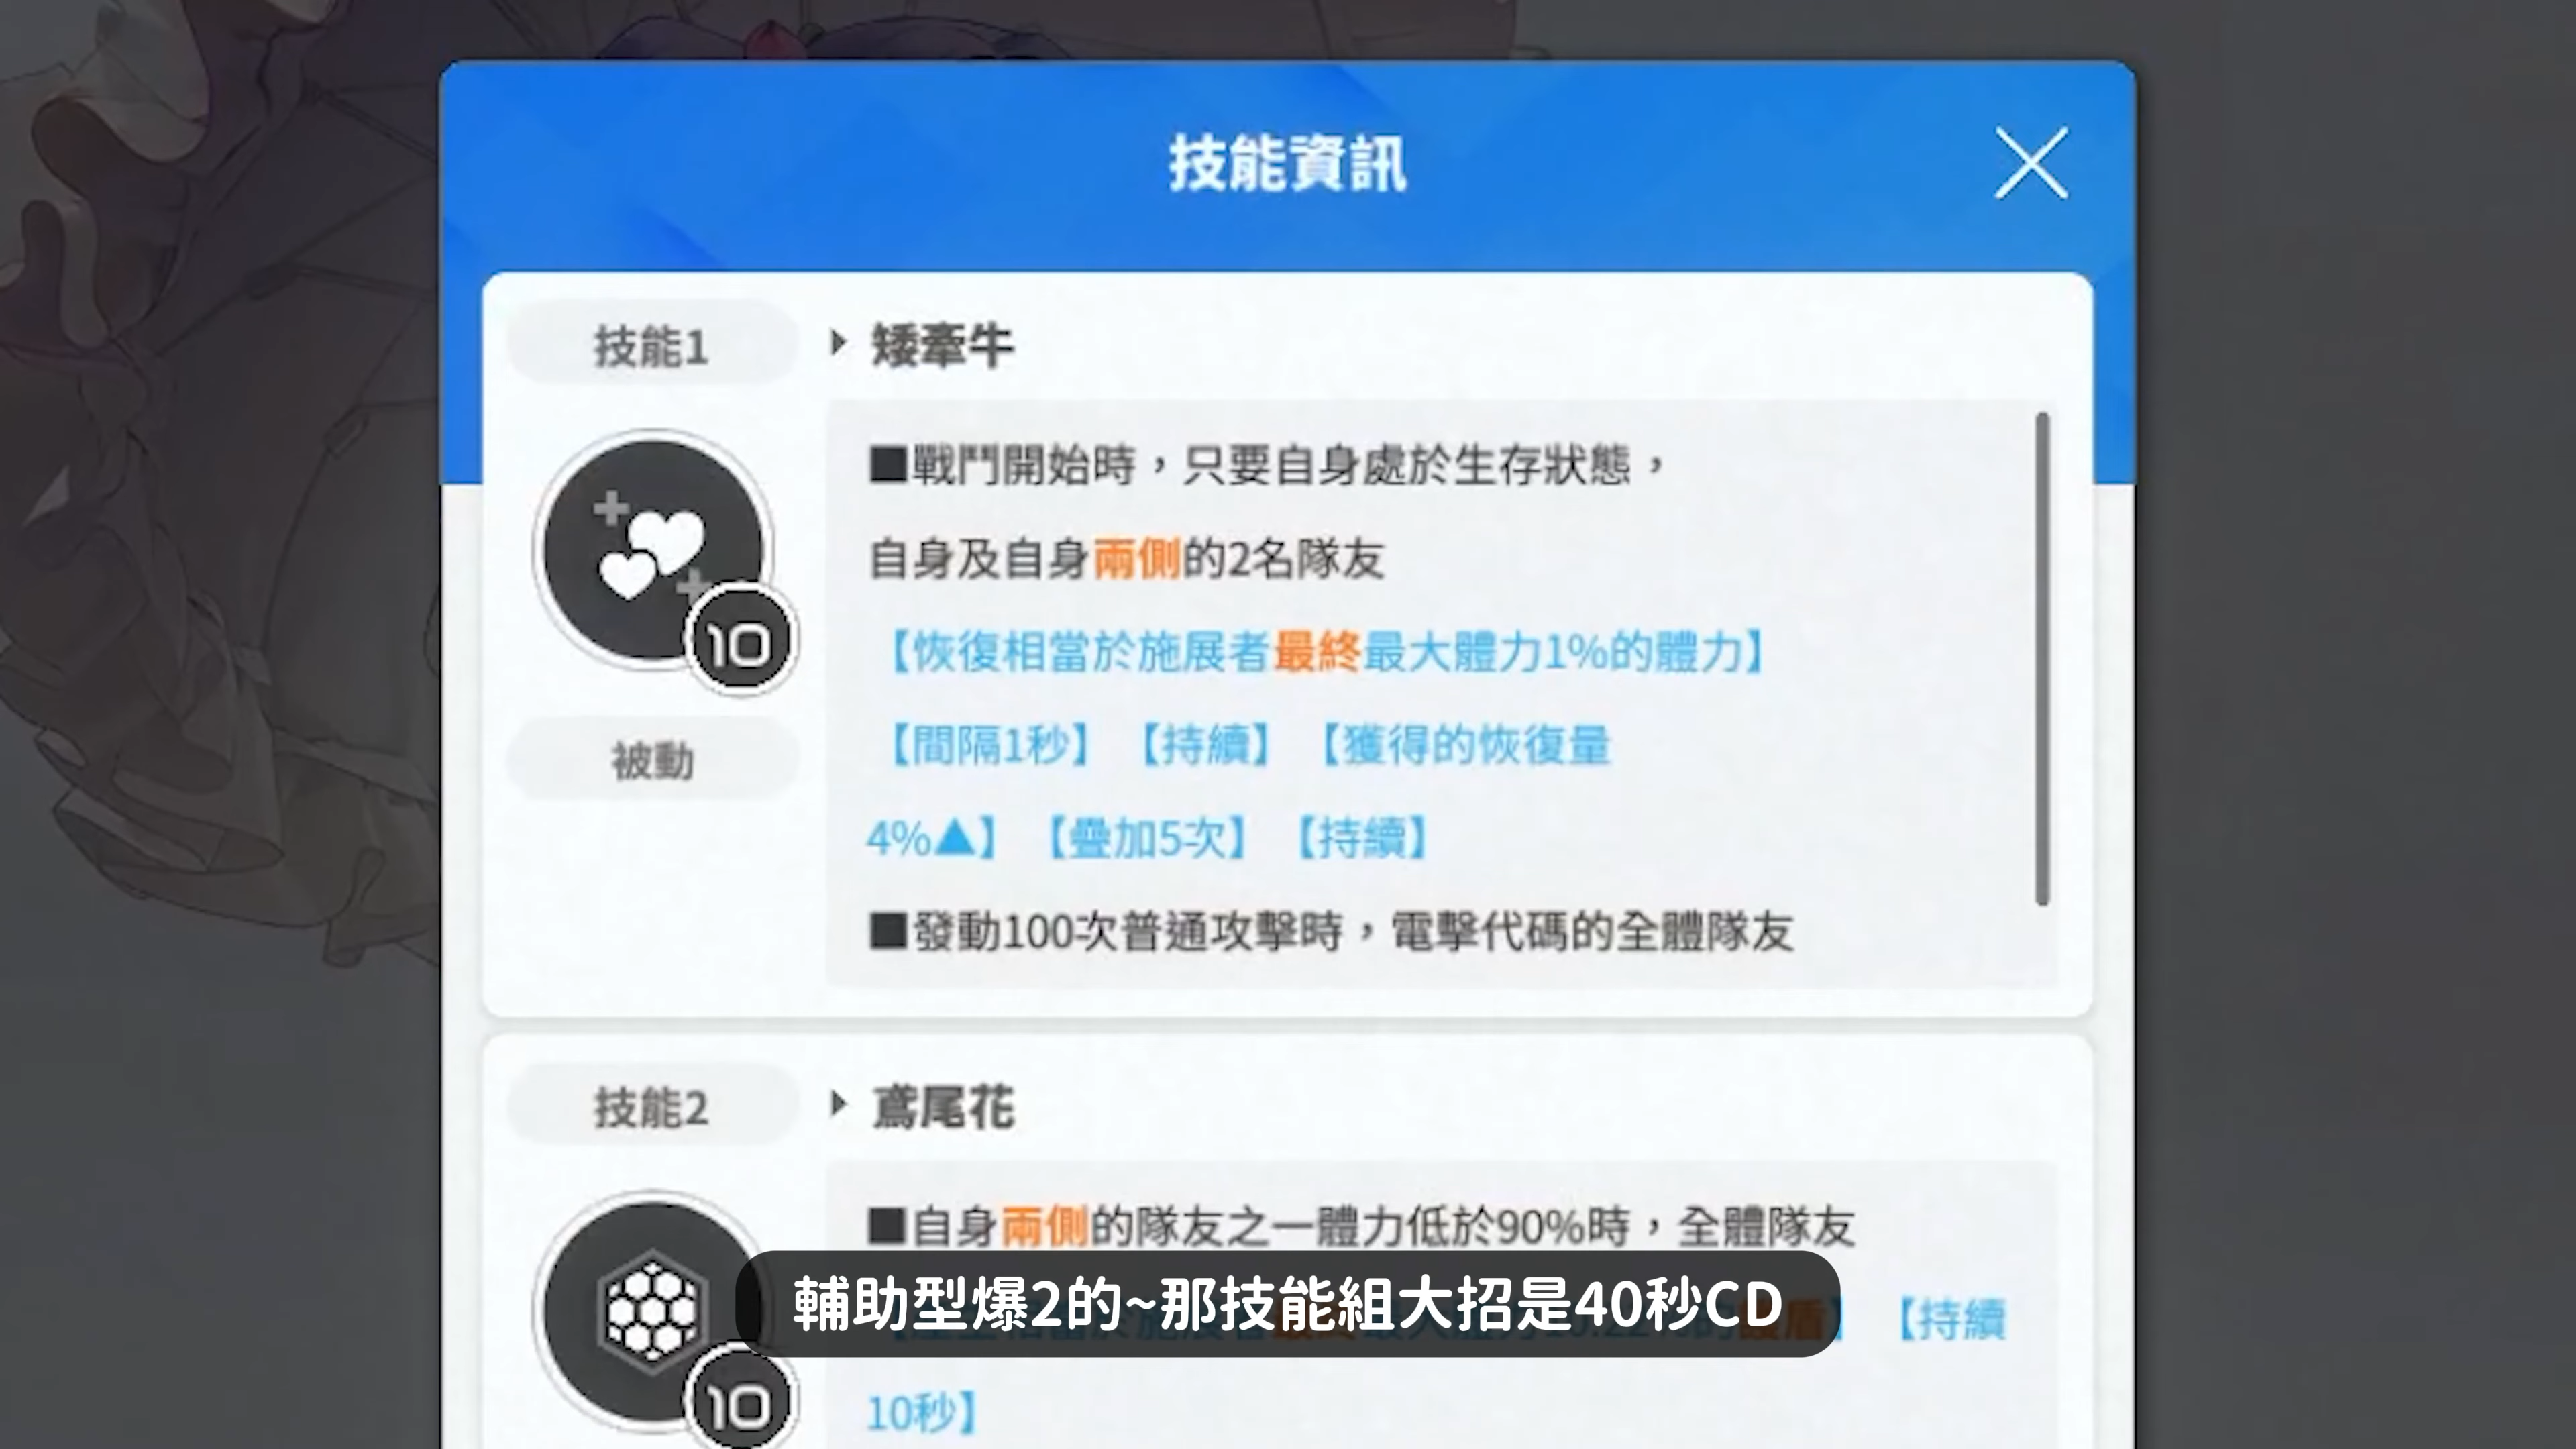 技能資訊
技能1
矮牽牛
10
被動
■戰鬥開始時，只要自身處於生存狀態，
自身及自身兩側的2名隊友
【恢復相當於施展者最終最大體力1%的體力】
【間隔1秒】【持續】【獲得的恢復量
4%▲】【疊加5次】【持續】
■發動100次普通攻擊時，電擊代碼的全體隊友
技能2
鳶尾花
10
■自身兩側的隊友之一體力低於90%時，全體隊友
【持續
10秒】
輔助型爆2的~那技能組大招是40秒CD